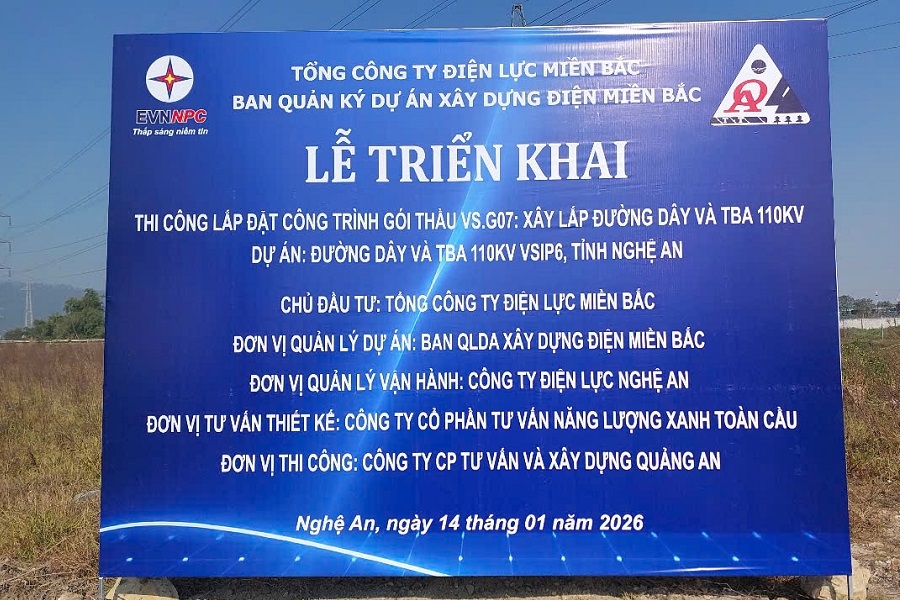 EVNNPC
Thắp sáng niềm tin
TỔNG CÔNG TY ĐIỆN LỰC MIỀN BẮC
BAN QUẢN KÝ DỰ ÁN XÂY DỰNG ĐIỆN MIỀN BẮC
QA
LỄ TRIỂN KHAI
THI CÔNG LẮP ĐẶT CÔNG TRÌNH GÓI THẦU VS.G07: XÂY LẮP ĐƯỜNG DÂY VÀ TBA 110KV
DỰ ÁN: ĐƯỜNG DÂY VÀ TBA 110KV VSIP6, TỈNH NGHỆ AN
CHỦ ĐẦU TƯ: TỔNG CÔNG TY ĐIỆN LỰC MIỀN BẮC
ĐƠN VỊ QUẢN LÝ DỰ ÁN: BAN QLDA XÂY DỰNG ĐIỆN MIỀN BẮC
ĐƠN VỊ QUẢN LÝ VẬN HÀNH: CÔNG TY ĐIỆN LỰC NGHỆ AN
ĐƠN VỊ TƯ VẤN THIẾT KẾ: CÔNG TY CỔ PHẦN TƯ VẤN NĂNG LƯỢNG XANH TOÀN CẦU
ĐƠN VỊ THI CÔNG: CÔNG TY CP TƯ VẤN VÀ XÂY DỰNG QUẢNG AN
Nghệ An, ngày 14 tháng 01 năm 2026